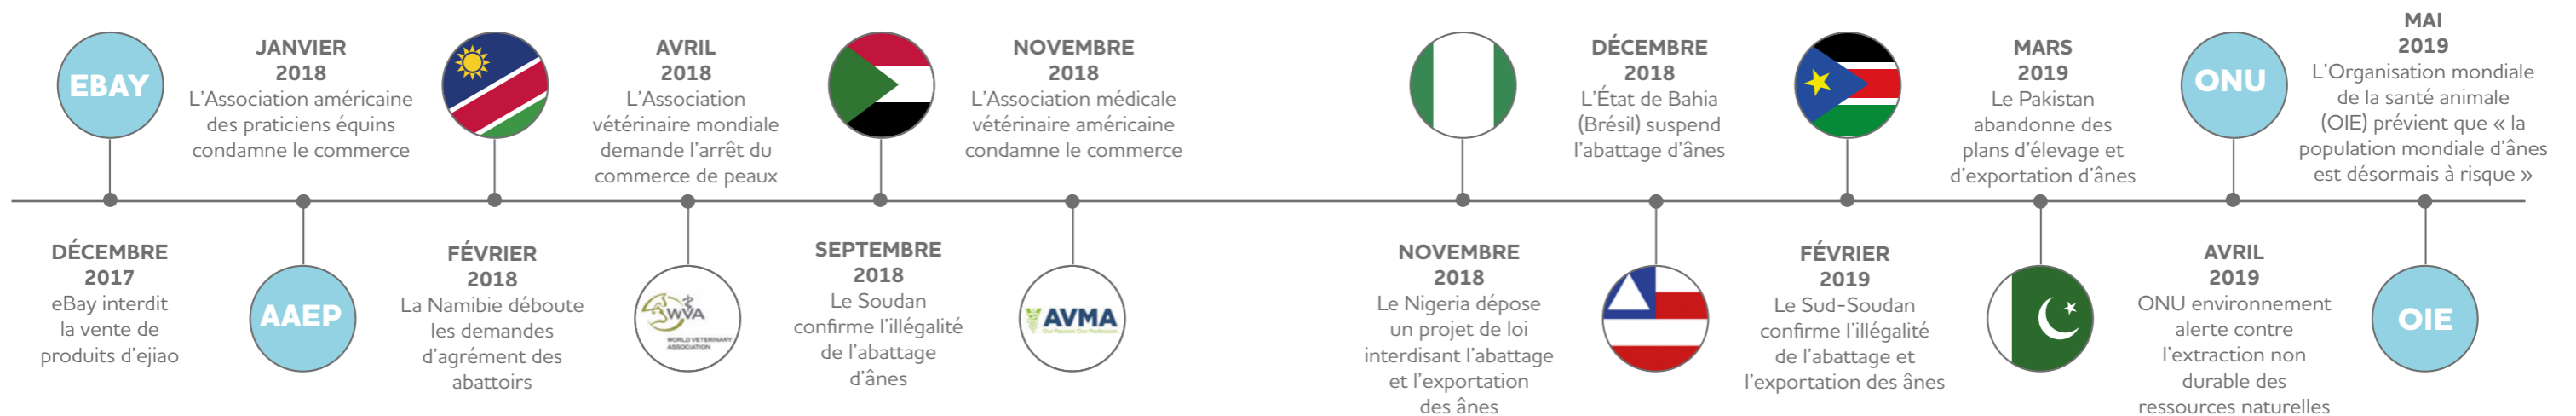 EBAY
DÉCEMBRE
2017
eBay interdit
la vente de
produits d'ejiao
JANVIER
2018
L'Association américaine
des praticiens équins
condamne le commerce
AAEP
FÉVRIER
2018
La Namibie déboute
les demandes
d'agrément des
abattoirs
AVRIL
2018
L'Association
vétérinaire mondiale
demande l'arrêt du
commerce de peaux
WVA
WORLD VETERINARY
ASSOCIATION
SEPTEMBRE
2018
Le Soudan
confirme l'illégalité
de l'abattage
d'ânes
NOVEMBRE
2018
L'Association médicale
vétérinaire américaine
condamne le commerce
AVMA
Our Passion. Our Profession.
NOVEMBRE
2018
Le Nigeria dépose
un projet de loi
interdisant l'abattage
et l'exportation
des ânes
DÉCEMBRE
2018
L'État de Bahia
(Brésil) suspend
l'abattage d'ânes
FÉVRIER
2019
Le Sud-Soudan
confirme l'illégalité
de l'abattage et
l'exportation des ânes
MARS
2019
Le Pakistan
abandonne des
plans d'élevage et
d'exportation d'ânes
ONU
AVRIL
2019
ONU environnement
alerte contre
l'extraction non
durable des
ressources naturelles
MAI
2019
L'Organisation mondiale
de la santé animale
(OIE) prévient que « la
population mondiale d'ânes
est désormais à risque »
OIE